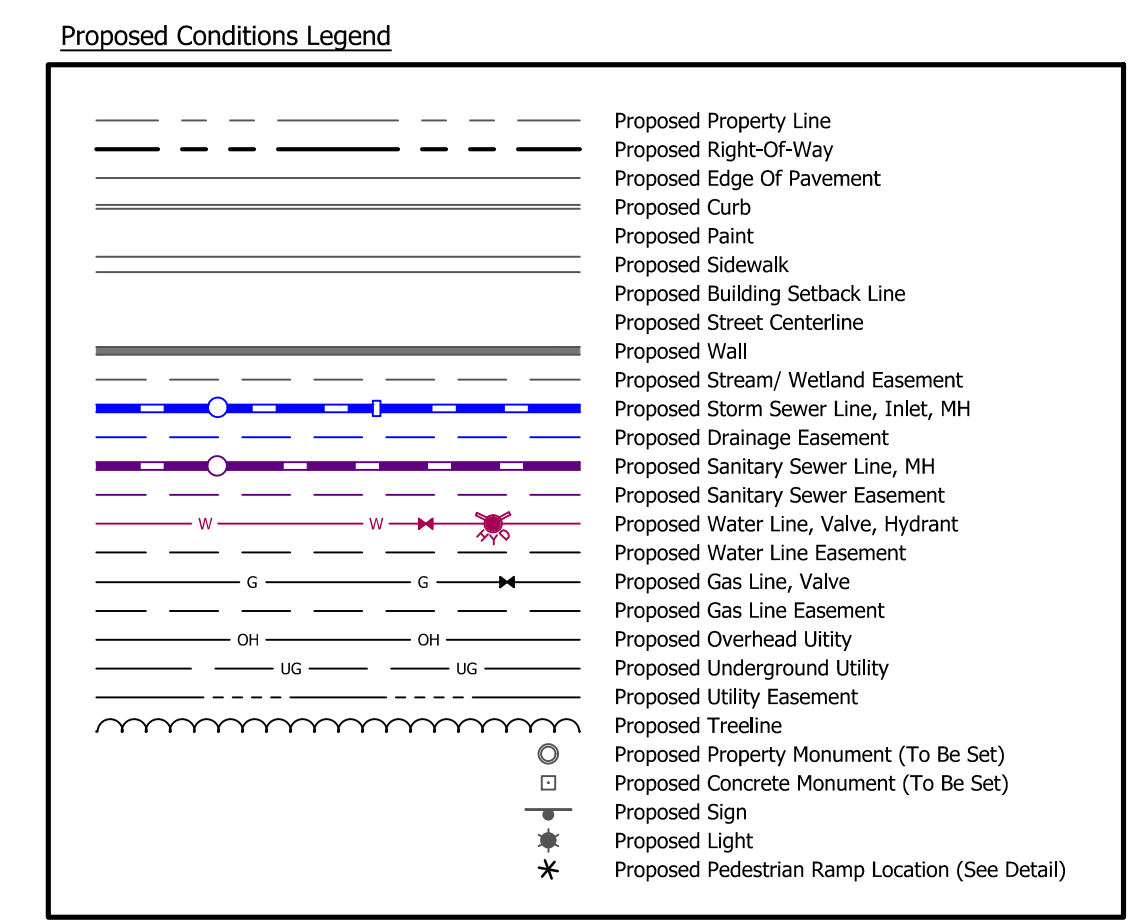 Proposed Conditions Legend
Proposed Property Line
Proposed Right-Of-Way
Proposed Edge Of Pavement
Proposed Curb
Proposed Paint
Proposed Sidewalk
Proposed Building Setback Line
Proposed Street Centerline
Proposed Wall
Proposed Stream/ Wetland Easement
Proposed Storm Sewer Line, Inlet, MH
Proposed Drainage Easement
Proposed Sanitary Sewer Line, MH
Proposed Sanitary Sewer Easement
W W HYD Proposed Water Line, Valve, Hydrant
Proposed Water Line Easement
G G Proposed Gas Line, Valve
Proposed Gas Line Easement
OH OH Proposed Overhead Uitity
UG UG Proposed Underground Utility
Proposed Utility Easement
Proposed Treeline
Proposed Property Monument (To Be Set)
Proposed Concrete Monument (To Be Set)
Proposed Sign
Proposed Light
Proposed Pedestrian Ramp Location (See Detail)